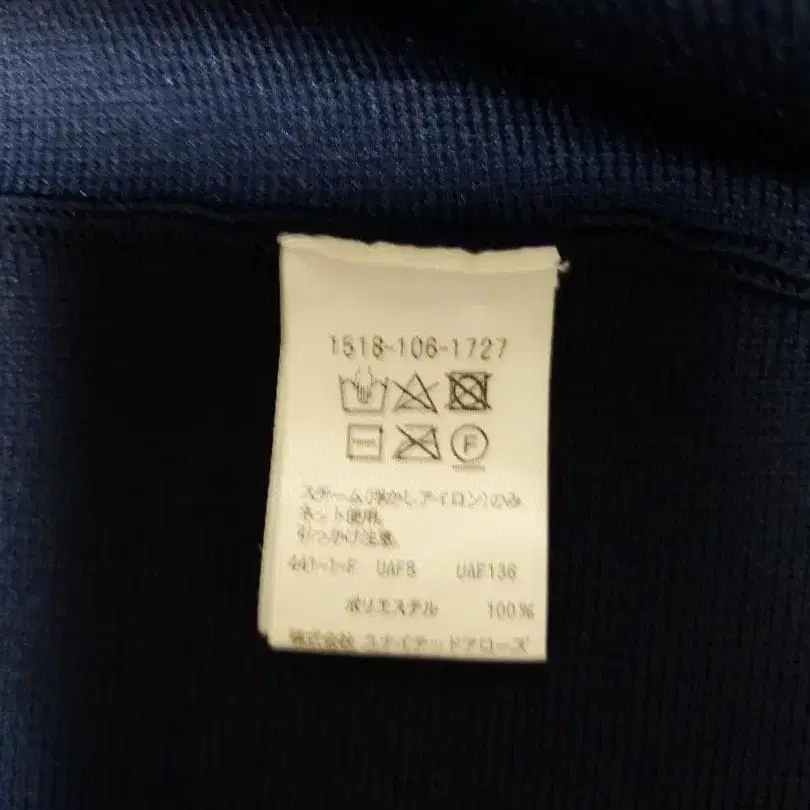 1518-106-1727
F
スチーム(浮かしアイロン)のみ
ネット使用。
引っかけ注意。
441-1-F UAF8 UAF136
ポリエステル 100%
株式会社 ユナイテッドアローズ